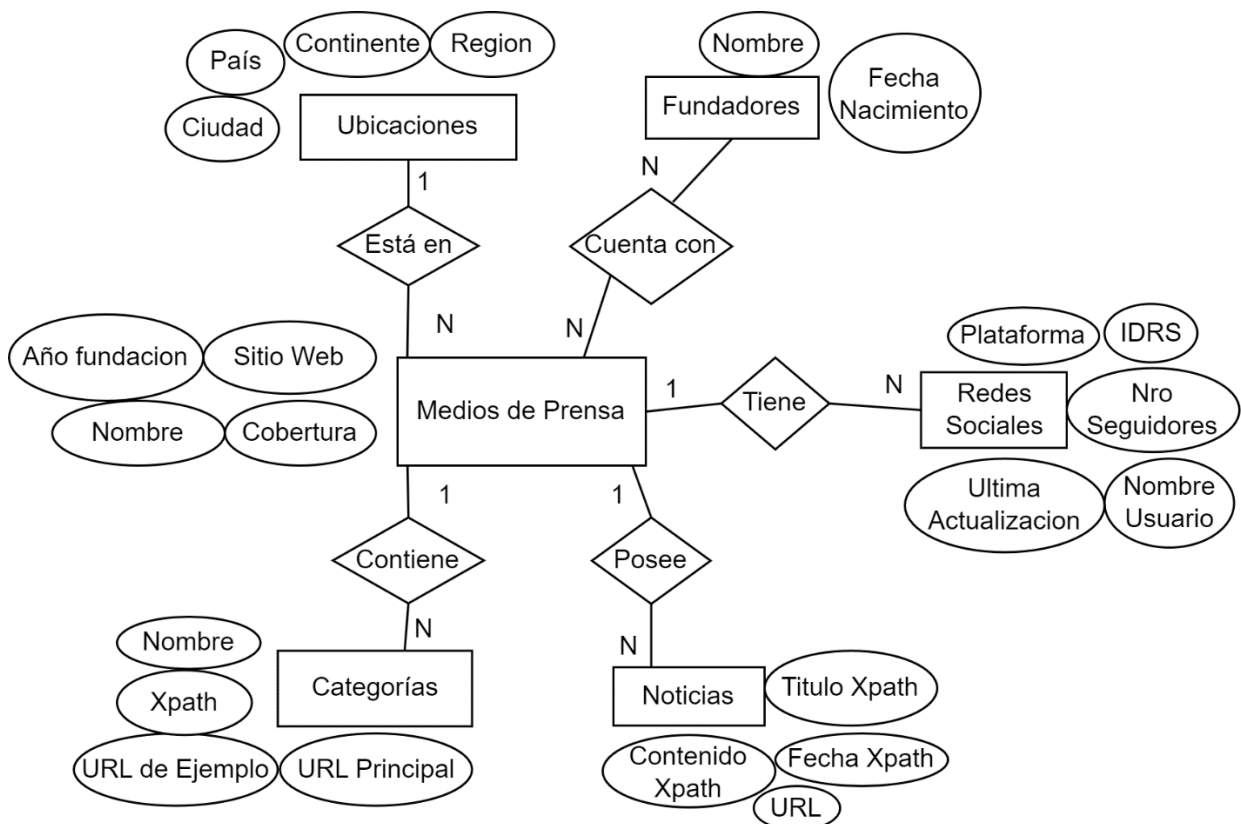 Continente
Region
País
Ciudad
Ubicaciones
Nombre
Fundadores
Fecha
Nacimiento
1
N
Está en
Cuenta con
N
N
Año fundacion
Sitio Web
Nombre
Cobertura
Medios de Prensa
1
Tiene
N
Plataforma
IDRS
Redes
Sociales
Nro
Seguidores
Ultima
Actualizacion
Nombre
Usuario
1
1
Contiene
Posee
N
N
Nombre
Xpath
URL de Ejemplo
URL Principal
Categorías
Noticias
Titulo Xpath
Contenido
Xpath
Fecha Xpath
URL